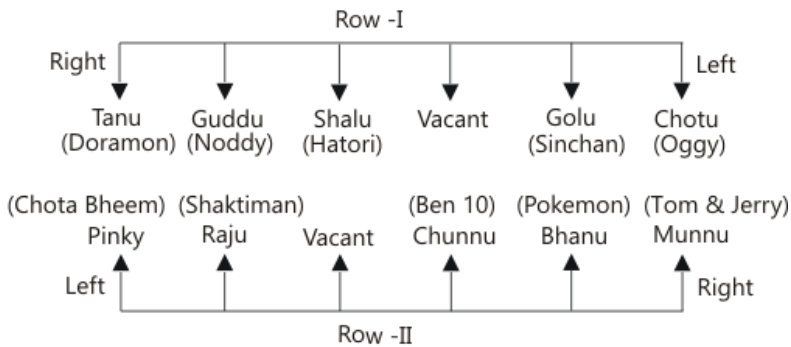 Row -I
Right Left
Tanu Guddu Shalu Vacant Golu Chotu
(Doramon) (Noddy) (Hatori) (Sinchan) (Oggy)
(Chota Bheem) (Shaktiman) (Ben 10) (Pokemon) (Tom & Jerry)
Pinky Raju Vacant Chunnu Bhanu Munnu
Left Right
Row -II